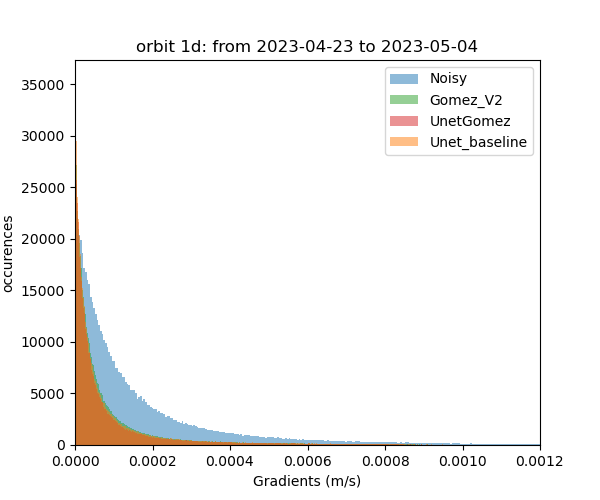 orbit 1d: from 2023-04-23 to 2023-05-04
35000
30000
25000
20000
15000
10000
5000
0
occurences
Noisy
Gomez_V2
UnetGomez
Unet_baseline
0.0000 0.0002 0.0004 0.0006 0.0008 0.0010 0.0012
Gradients (m/s)